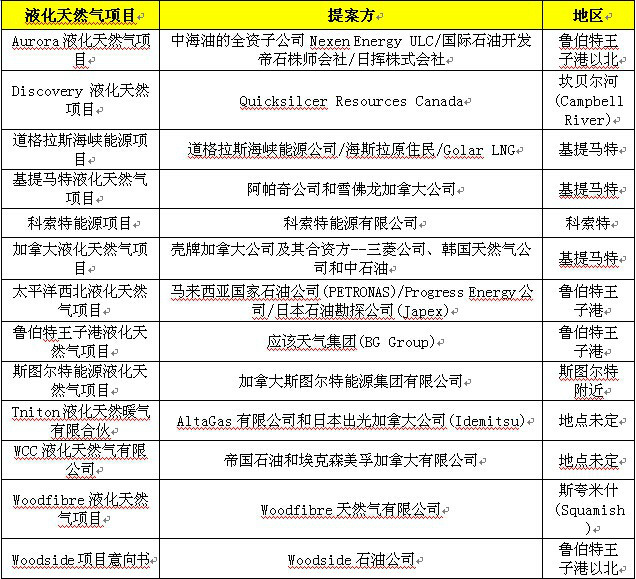 液化天然气项目 提案方 地区
Aurora 液化天然气项目 中海油的全资子公司 Nexen Energy ULC/国际石油开发帝石株师会社/日挥株式会社 鲁伯特王子港以北
Discovery 液化天然气项目 Quicksilcer Resources Canada 坎贝尔河(Campbell River)
道格拉斯海峡能源项目 道格拉斯海峡能源公司/海斯拉原住民/Golar LNG 基提马特
基提马特液化天然气项目 阿帕奇公司和雪佛龙加拿大公司 基提马特
科索特能源项目 科索特能源有限公司 科索特
加拿大液化天然气项目 壳牌加拿大公司及其合资方--三菱公司、韩国天然气公司和中石油 基提马特
太平洋西北液化天然气项目 马来西亚国家石油公司(PETRONAS)/Progress Energy公司/日本石油勘探公司(Japex) 鲁伯特王子港
鲁伯特王子港液化天然气项目 应该天气集团(BG Group) 鲁伯特王子港
斯图尔特能源液化天然气项目 加拿大斯图尔特能源集团有限公司 斯图尔特附近
Tniton液化天然暖气有限合伙 AltaGas 有限公司和日本出光加拿大公司(Idemitsu) 地点未定
WCC 液化天然气有限公司 帝国石油和埃克森美孚加拿大有限公司 地点未定
Woodfibre 液化天然气项目 Woodfibre 天然气有限公司 斯夸米什(Squamish)
Woodside 项目意向书 Woodside 石油公司 鲁伯特王子港以北